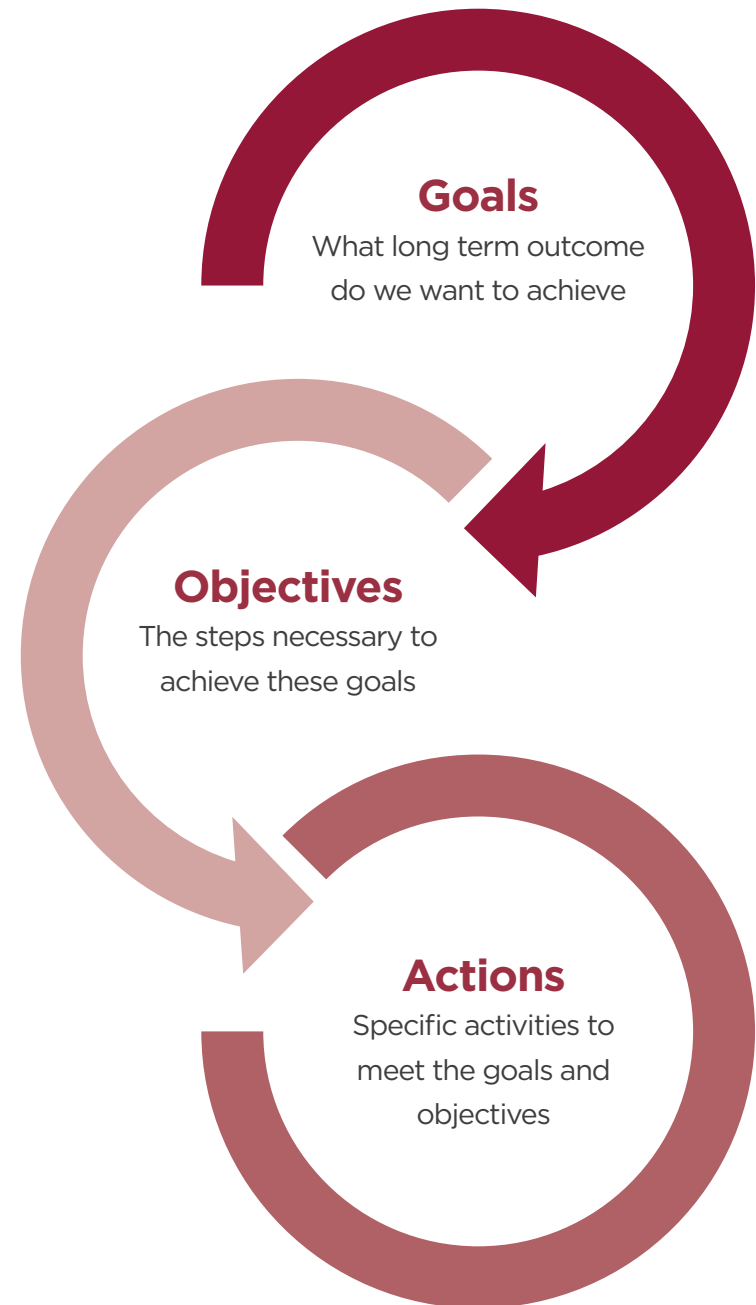 Goals
What long term outcome
do we want to achieve
Objectives
The steps necessary to
achieve these goals
Actions
Specific activities to
meet the goals and
objectives